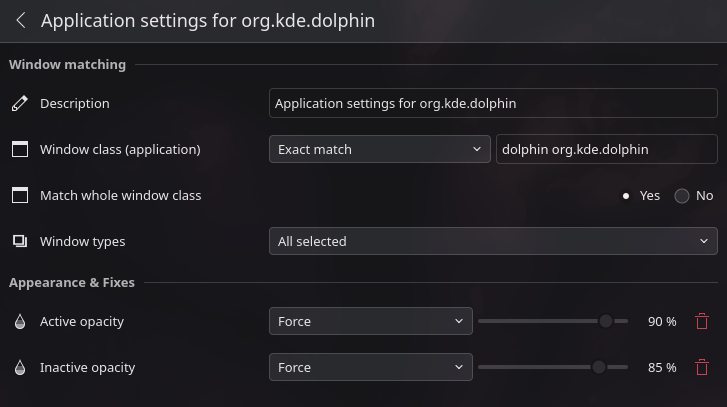 Application settings for org.kde.dolphin
Window matching
Description Application settings for org.kde.dolphin
Window class (application) Exact match dolphin org.kde.dolphin
Match whole window class Yes No
Window types All selected
Appearance & Fixes
Active opacity Force 90 %
Inactive opacity Force 85 %